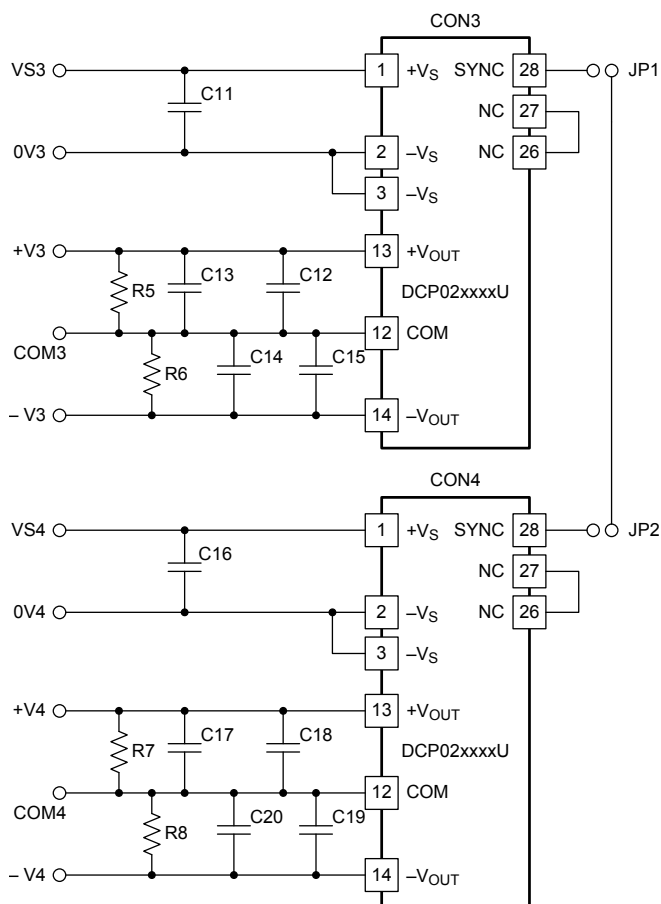 CON3
VS3 1 +VS SYNC 28 JP1
C11
NC 27
0V3 2 –VS NC 26
3 –VS
+V3 13 +VOUT
R5 C13 C12 DCP02xxxxU
COM3 12 COM
R6 C14 C15
– V3 14 –VOUT
CON4
VS4 1 +VS SYNC 28 JP2
C16
NC 27
0V4 2 –VS NC 26
3 –VS
+V4 13 +VOUT
R7 C17 C18 DCP02xxxxU
COM4 12 COM
R8 C20 C19
– V4 14 –VOUT